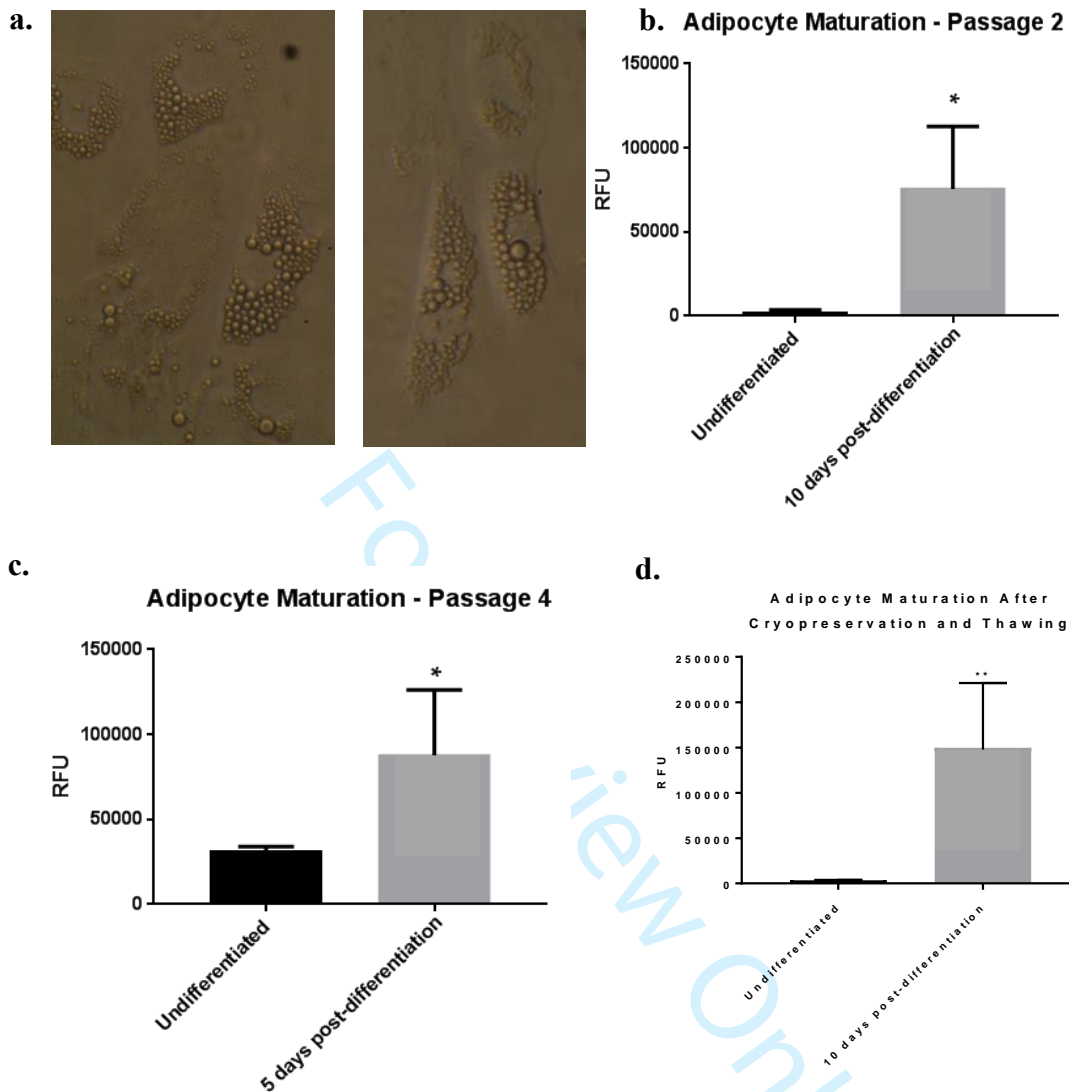 a.
b. Adipocyte Maturation - Passage 2
150000
100000
50000
0
RFU
*
Undifferentiated
10 days post-differentiation
c.
Adipocyte Maturation - Passage 4
150000
100000
50000
0
RFU
*
Undifferentiated
5 days post-differentiation
d.
Adipocyte Maturation After
Cryopreservation and Thawing
250000
200000
150000
100000
50000
0
RFU
**
Undifferentiated
10 days post-differentiation